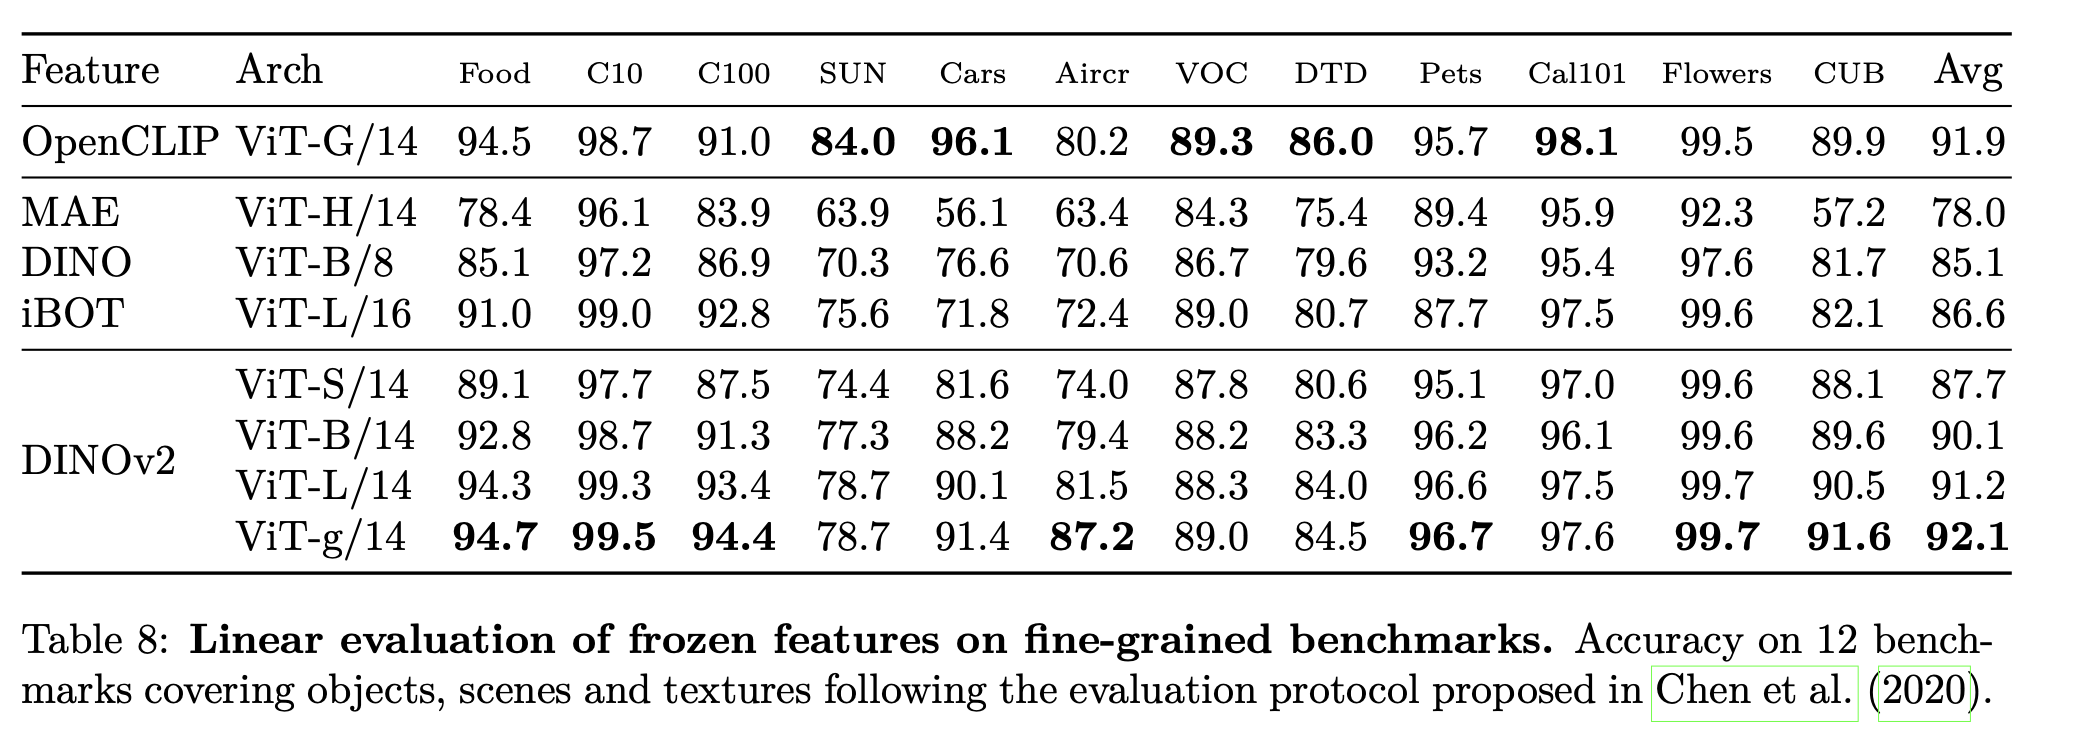 Feature Arch Food C10 C100 SUN Cars Aircr VOC DTD Pets Cal101 Flowers CUB Avg
OpenCLIP ViT-G/14 94.5 98.7 91.0 84.0 96.1 80.2 89.3 86.0 95.7 98.1 99.5 89.9 91.9
MAE ViT-H/14 78.4 96.1 83.9 63.9 56.1 63.4 84.3 75.4 89.4 95.9 92.3 57.2 78.0
DINO ViT-B/8 85.1 97.2 86.9 70.3 76.6 70.6 86.7 79.6 93.2 95.4 97.6 81.7 85.1
iBOT ViT-L/16 91.0 99.0 92.8 75.6 71.8 72.4 89.0 80.7 87.7 97.5 99.6 82.1 86.6
ViT-S/14 89.1 97.7 87.5 74.4 81.6 74.0 87.8 80.6 95.1 97.0 99.6 88.1 87.7
ViT-B/14 92.8 98.7 91.3 77.3 88.2 79.4 88.2 83.3 96.2 96.1 99.6 89.6 90.1
DINOv2
ViT-L/14 94.3 99.3 93.4 78.7 90.1 81.5 88.3 84.0 96.6 97.5 99.7 90.5 91.2
ViT-g/14 94.7 99.5 94.4 78.7 91.4 87.2 89.0 84.5 96.7 97.6 99.7 91.6 92.1
Table 8: Linear evaluation of frozen features on fine-grained benchmarks. Accuracy on 12 bench-
marks covering objects, scenes and textures following the evaluation protocol proposed in Chen et al. (2020).